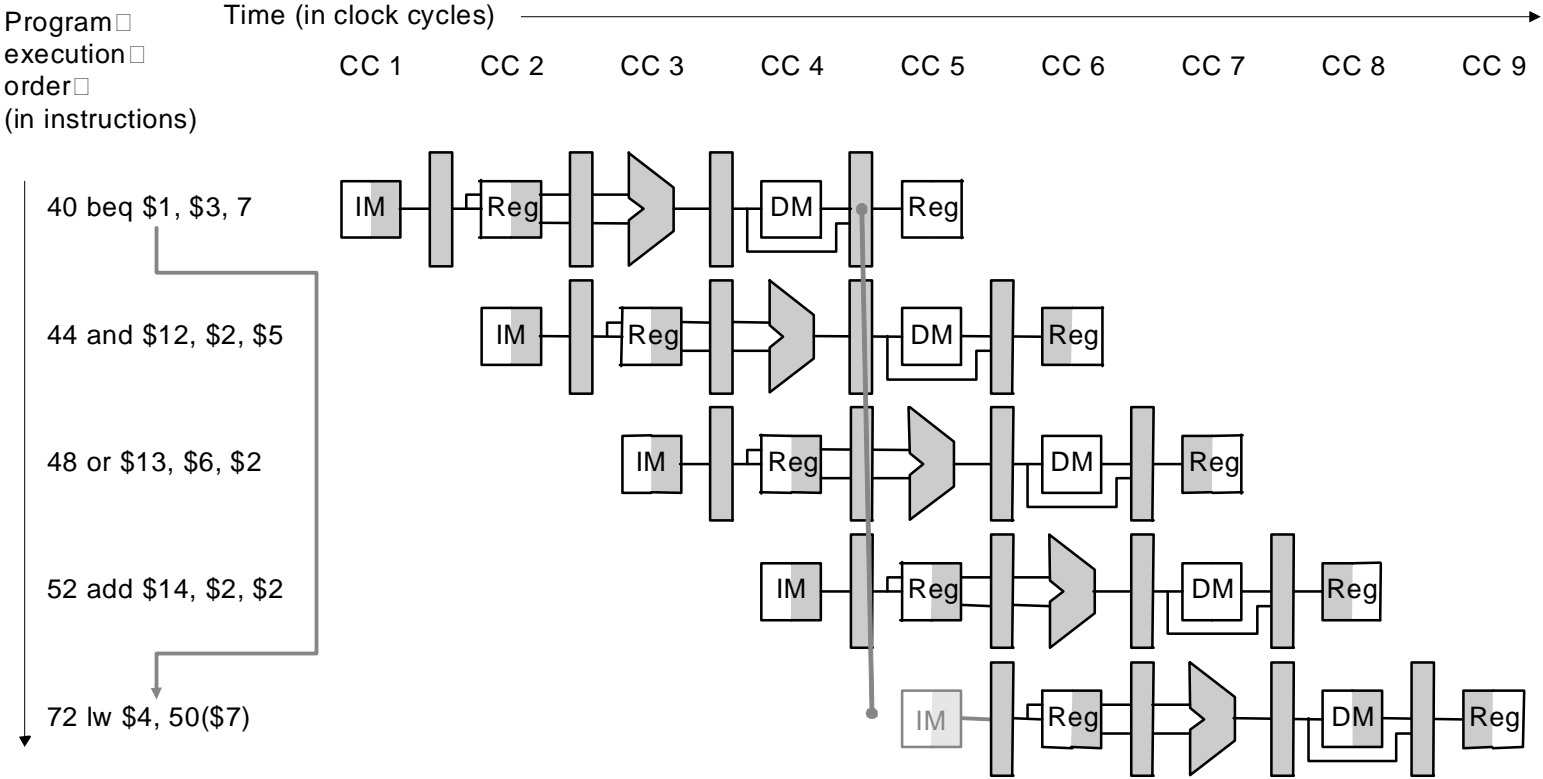 Time (in clock cycles)
Program□
execution□
order□
(in instructions)
CC 1 CC 2 CC 3 CC 4 CC 5 CC 6 CC 7 CC 8 CC 9
40 beq $1, $3, 7 IM Reg DM Reg
44 and $12, $2, $5 IM Reg DM Reg
48 or $13, $6, $2 IM Reg DM Reg
52 add $14, $2, $2 IM Reg DM Reg
72 lw $4, 50($7) IM Reg DM Reg